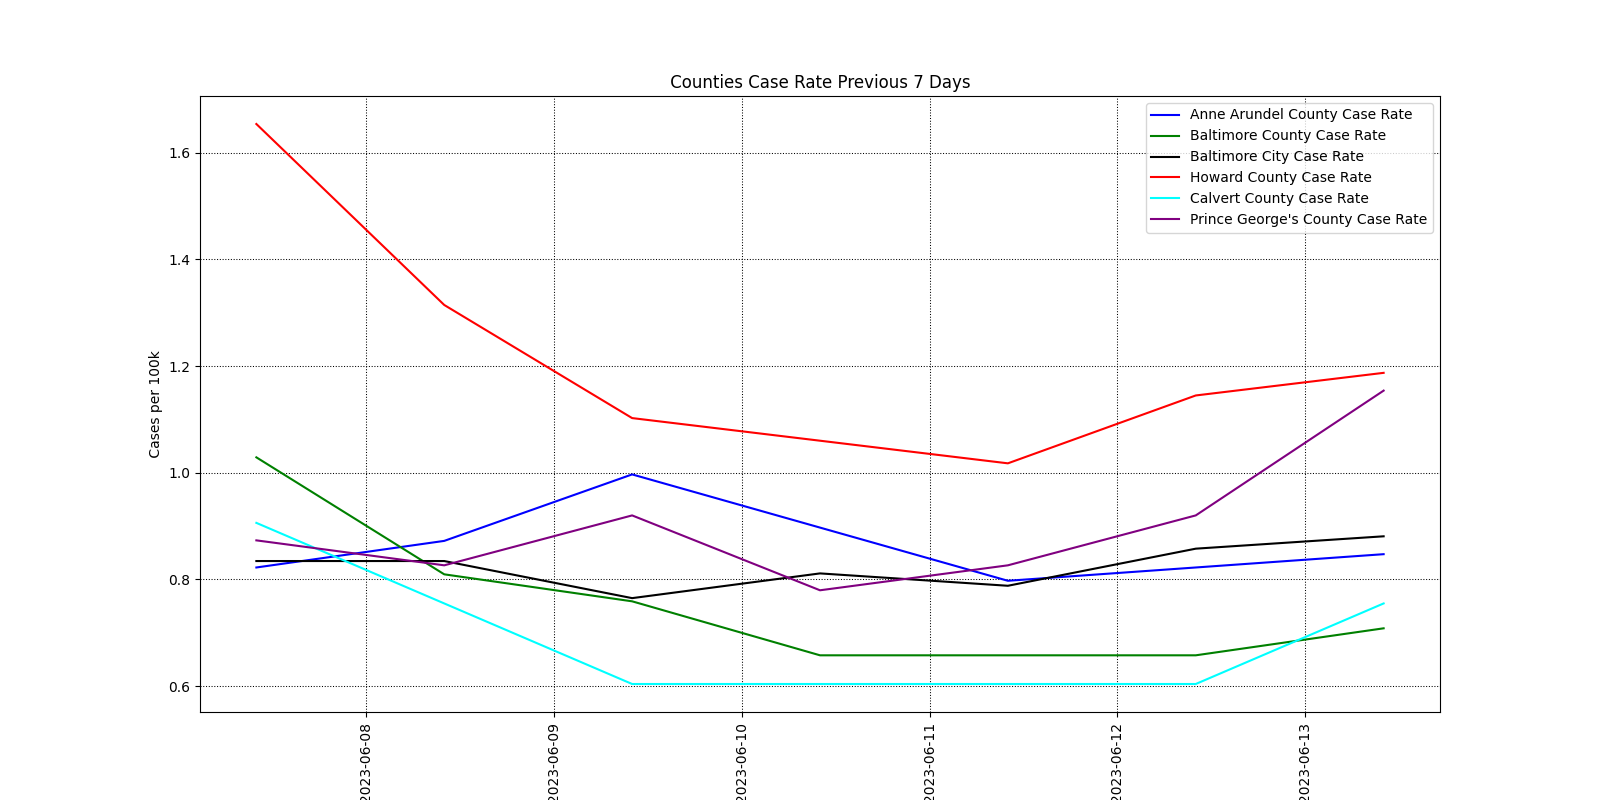 Counties Case Rate Previous 7 Days
Anne Arundel County Case Rate
Baltimore County Case Rate
Baltimore City Case Rate
Howard County Case Rate
Calvert County Case Rate
Prince George's County Case Rate
Cases per 100k
1.6
1.4
1.2
1.0
0.8
0.6
2023-06-08
2023-06-09
2023-06-10
2023-06-11
2023-06-12
2023-06-13